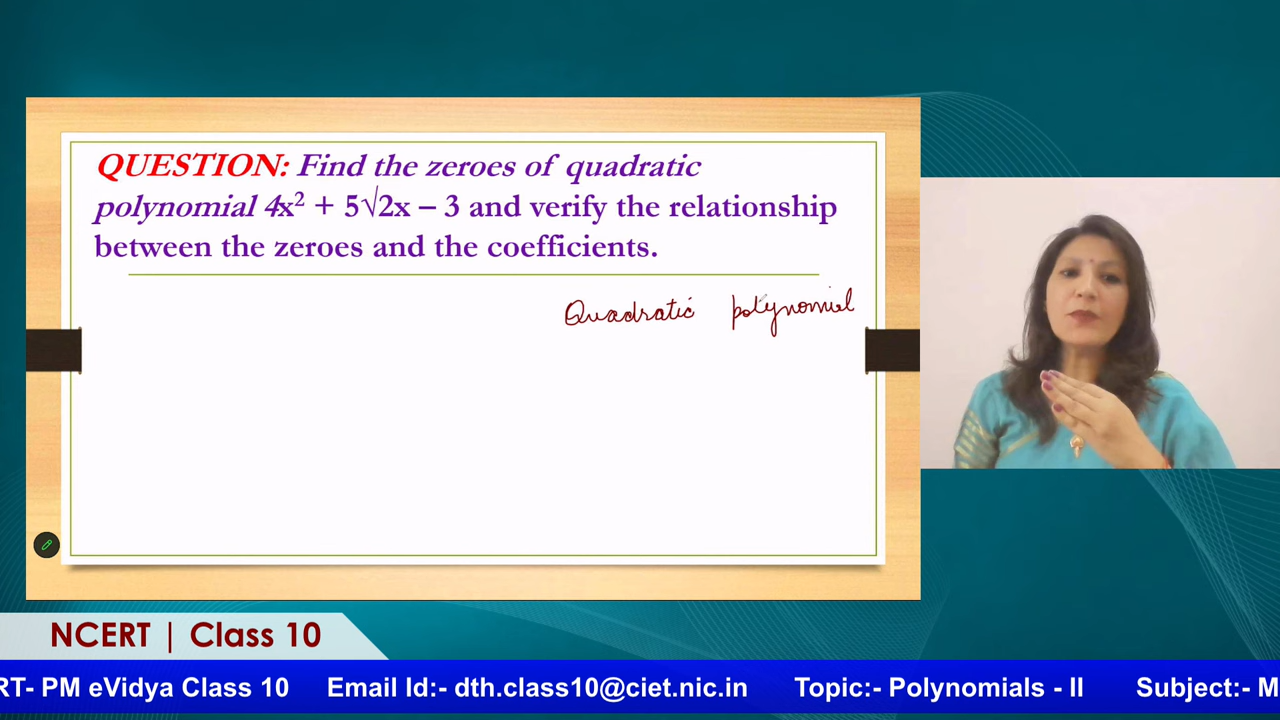 QUESTION: Find the zeroes of quadratic
polynomial 4x² + 5√2x – 3 and verify the relationship
between the zeroes and the coefficients.
Quadratic polynomial
NCERT | Class 10
RT- PM eVidya Class 10 Email Id:- dth.class10@ciet.nic.in Topic:- Polynomials - II Subject:- M